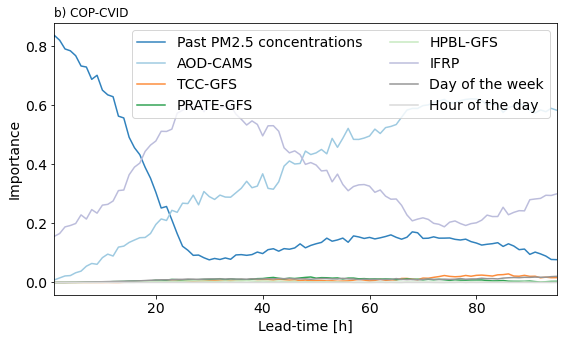 b) COP-CVID
Past PM2.5 concentrations
AOD-CAMS
TCC-GFS
PRATE-GFS
HPBL-GFS
IFRP
Day of the week
Hour of the day
Importance
0.8
0.6
0.4
0.2
0.0
20 40 60 80
Lead-time [h]